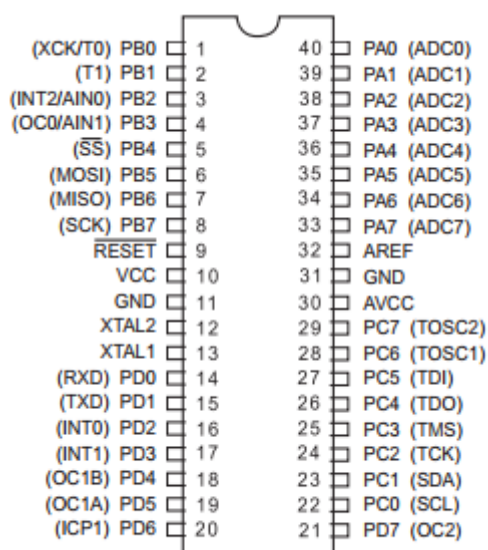 (XCK/T0) PB0 1 40 PA0 (ADC0)
(T1) PB1 2 39 PA1 (ADC1)
(INT2/AIN0) PB2 3 38 PA2 (ADC2)
(OC0/AIN1) PB3 4 37 PA3 (ADC3)
(S̅S̅) PB4 5 36 PA4 (ADC4)
(MOSI) PB5 6 35 PA5 (ADC5)
(MISO) PB6 7 34 PA6 (ADC6)
(SCK) PB7 8 33 PA7 (ADC7)
R̅E̅S̅E̅T̅ 9 32 AREF
VCC 10 31 GND
GND 11 30 AVCC
XTAL2 12 29 PC7 (TOSC2)
XTAL1 13 28 PC6 (TOSC1)
(RXD) PD0 14 27 PC5 (TDI)
(TXD) PD1 15 26 PC4 (TDO)
(INT0) PD2 16 25 PC3 (TMS)
(INT1) PD3 17 24 PC2 (TCK)
(OC1B) PD4 18 23 PC1 (SDA)
(OC1A) PD5 19 22 PC0 (SCL)
(ICP1) PD6 20 21 PD7 (OC2)